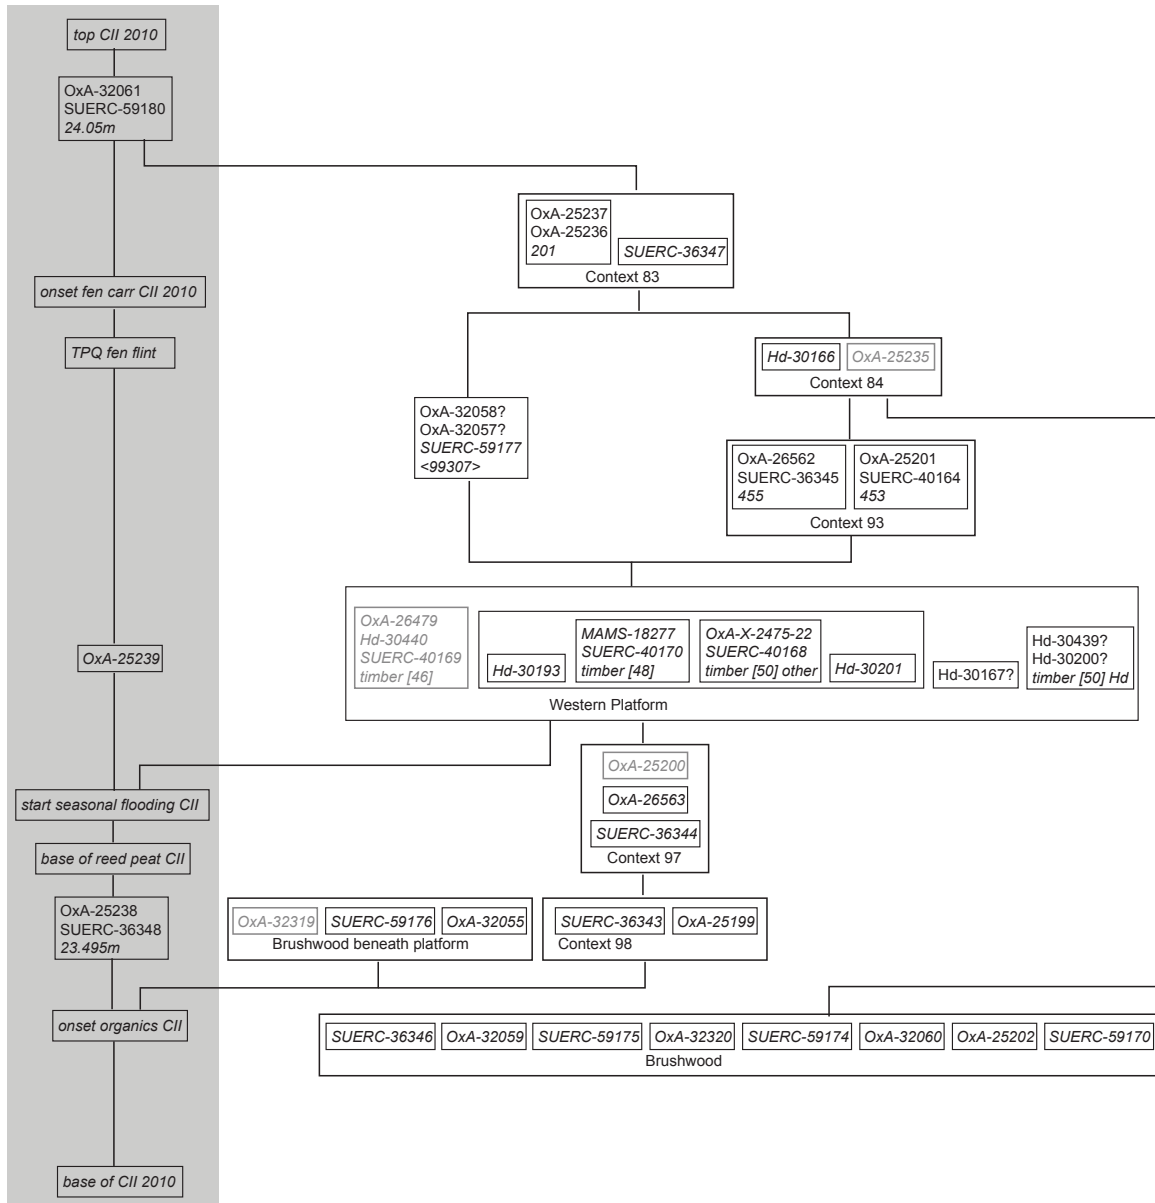 top CII 2010
OxA-32061
SUERC-59180
24.05m
onset fen carr CII 2010
TPQ fen flint
OxA-25239
start seasonal flooding CII
base of reed peat CII
OxA-25238
SUERC-36348
23.495m
onset organics CII
base of CII 2010
OxA-25237
OxA-25236
201
SUERC-36347
Context 83
Hd-30166
OxA-25235
Context 84
OxA-32058?
OxA-32057?
SUERC-59177
<99307>
OxA-26562
SUERC-36345
455
OxA-25201
SUERC-40164
453
Context 93
OxA-26479
Hd-30440
SUERC-40169
timber [46]
Hd-30193
MAMS-18277
SUERC-40170
timber [48]
OxA-X-2475-22
SUERC-40168
timber [50] other
Hd-30201
Hd-30167?
Hd-30439?
Hd-30200?
timber [50] Hd
Western Platform
OxA-25200
OxA-26563
SUERC-36344
Context 97
OxA-32319
SUERC-59176
OxA-32055
Brushwood beneath platform
SUERC-36343
OxA-25199
Context 98
SUERC-36346
OxA-32059
SUERC-59175
OxA-32320
SUERC-59174
OxA-32060
OxA-25202
SUERC-59170
Brushwood